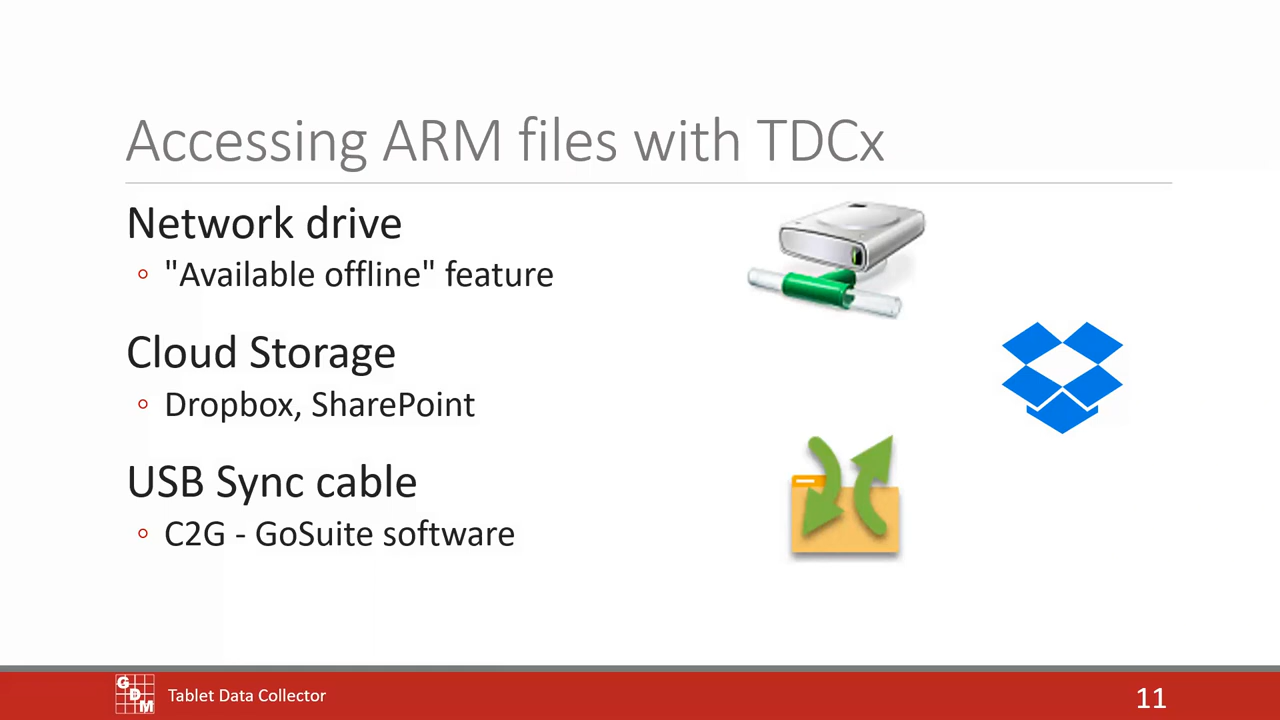 Accessing ARM files with TDCx
Network drive
◦ "Available offline" feature
Cloud Storage
◦ Dropbox, SharePoint
USB Sync cable
◦ C2G - GoSuite software
GDM
Tablet Data Collector
11